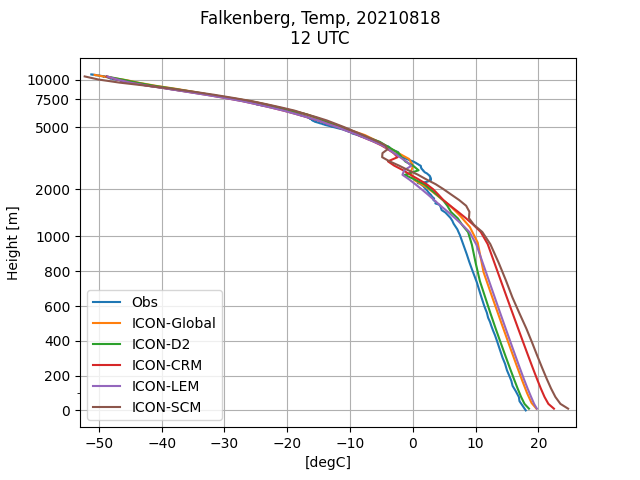 Falkenberg, Temp, 20210818
12 UTC
Height [m]
10000
7500
5000
2000
1000
800
600
400
200
0
Obs
ICON-Global
ICON-D2
ICON-CRM
ICON-LEM
ICON-SCM
−50 −40 −30 −20 −10 0 10 20
[degC]